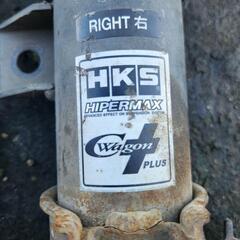 RIGHT 右
HKS
HIPERMAX
ADVANCED EFFECT ON SUSPENSION SYSTEM
C Wagon
PLUS